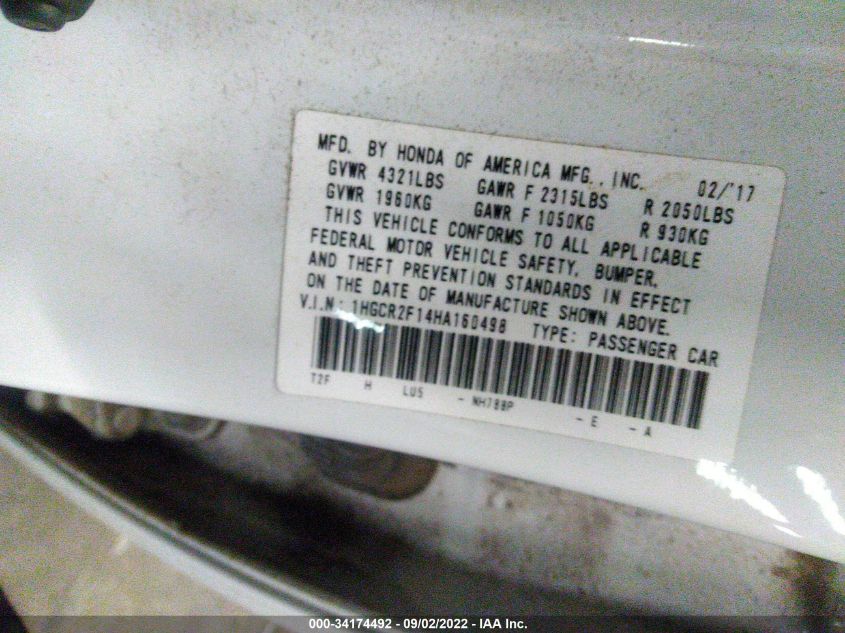 MFD. BY HONDA OF AMERICA MFG., INC. 02/'17
GVWR 4321LBS GAWR F 2315LBS R 2050LBS
GVWR 1960KG GAWR F 1050KG R 930KG
THIS VEHICLE CONFORMS TO ALL APPLICABLE
FEDERAL MOTOR VEHICLE SAFETY, BUMPER,
AND THEFT PREVENTION STANDARDS IN EFFECT
ON THE DATE OF MANUFACTURE SHOWN ABOVE.
V.I.N.: 1HGCR2F14HA160498 TYPE: PASSENGER CAR
T2F H LU5 - NH788P - E - A
000-34174492 - 09/02/2022 - IAA Inc.